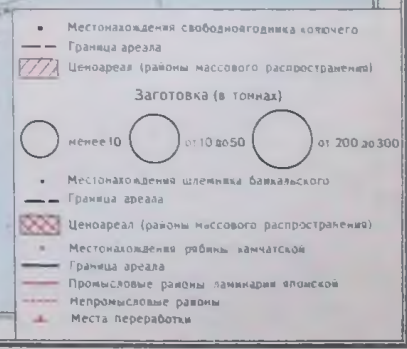 Местонахождения свободноягодника колючего
Граница ареала
Ценоареал (районы массового распространения)
Заготовка (в тоннах)
менее 10 от 10 до 50 от 200 до 300
Местонахождения шлемника байкальского
Граница ареала
Ценоареал (районы массового распространения)
Местонахождения рябины камчатской
Граница ареала
Промысловые районы ламинарии японской
Непромысловые районы
Места переработки